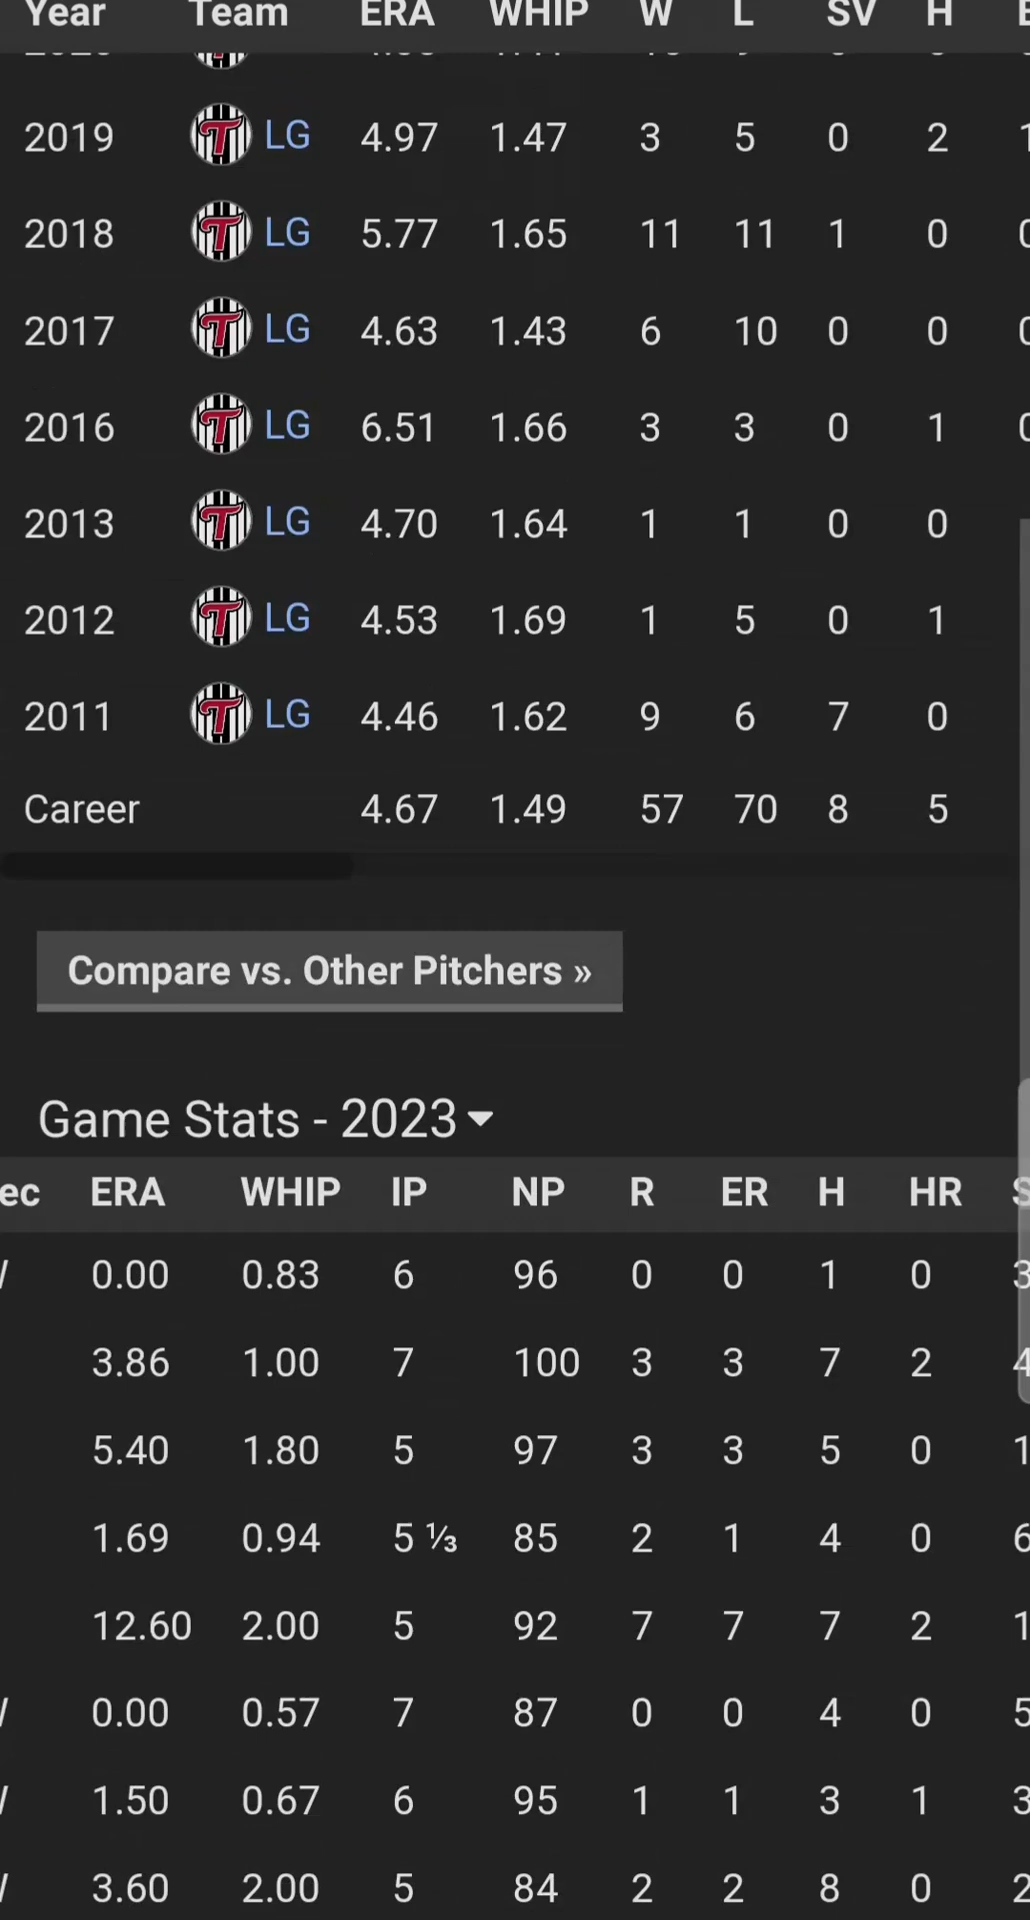 Year Team ERA WHIP W L SV H
2019 LG 4.97 1.47 3 5 0 2
2018 LG 5.77 1.65 11 11 1 0
2017 LG 4.63 1.43 6 10 0 0
2016 LG 6.51 1.66 3 3 0 1
2013 LG 4.70 1.64 1 1 0 0
2012 LG 4.53 1.69 1 5 0 1
2011 LG 4.46 1.62 9 6 7 0
Career 4.67 1.49 57 70 8 5
Compare vs. Other Pitchers »
Game Stats - 2023
ec ERA WHIP IP NP R ER H HR S
0.00 0.83 6 96 0 0 1 0 3
3.86 1.00 7 100 3 3 7 2 4
5.40 1.80 5 97 3 3 5 0 1
1.69 0.94 5 ⅓ 85 2 1 4 0 6
12.60 2.00 5 92 7 7 7 2 1
0.00 0.57 7 87 0 0 4 0 5
1.50 0.67 6 95 1 1 3 1 3
3.60 2.00 5 84 2 2 8 0 2